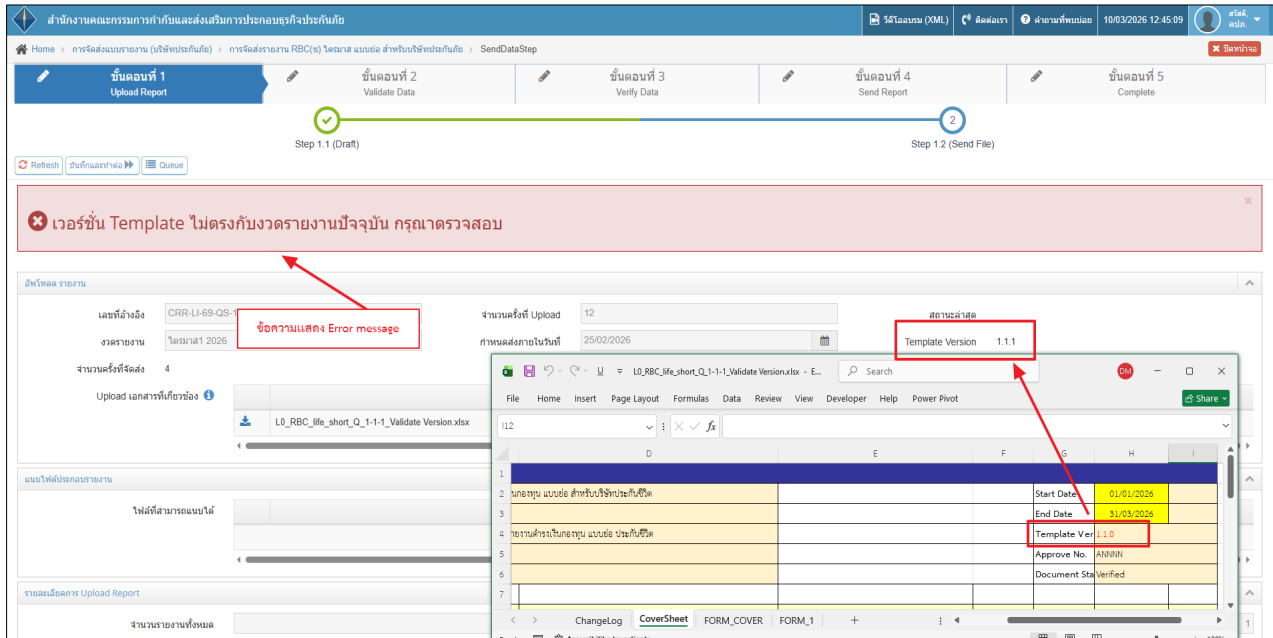 สำนักงานคณะกรรมการกำกับและส่งเสริมการประกอบธุรกิจประกันภัย
วิดีโออบรม (XML)
ติดต่อเรา
คำถามที่พบบ่อย
10/03/2026 12:45:09
สวัสดี,
คปภ.
Home > การจัดส่งแบบรายงาน (บริษัทประกันภัย) > การจัดส่งรายงาน RBC(ช) ไตรมาส แบบย่อ สำหรับบริษัทประกันภัย > SendDataStep
ปิดหน้าจอ
ขั้นตอนที่ 1
Upload Report
ขั้นตอนที่ 2
Validate Data
ขั้นตอนที่ 3
Verify Data
ขั้นตอนที่ 4
Send Report
ขั้นตอนที่ 5
Complete
2
Step 1.1 (Draft)
Step 1.2 (Send File)
Refresh
บันทึกและทำต่อ
Queue
เวอร์ชั่น Template ไม่ตรงกับงวดรายงานปัจจุบัน กรุณาตรวจสอบ
อัพโหลด รายงาน
เลขที่อ้างอิง
CRR-LI-69-QS-1
จำนวนครั้งที่ Upload
12
สถานะล่าสุด
ข้อความแสดง Error message
งวดรายงาน
ไตรมาส1 2026
กำหนดส่งภายในวันที่
25/02/2026
Template Version 1.1.1
จำนวนครั้งที่จัดส่ง 4
Upload เอกสารที่เกี่ยวข้อง
L0_RBC_life_short_Q_1-1-1_Validate Version.xlsx
L0_RBC_life_short_Q_1-1-1_Validate Version.xlsx - E...
Search
DM
File Home Insert Page Layout Formulas Data Review View Developer Help Power Pivot
Share
I12
fx
D E F G H I
1
2 นกองทุน แบบย่อ สำหรับบริษัทประกันชีวิต
Start Date 01/01/2026
3
End Date 31/03/2026
4 ายงานดำรงเงินกองทุน แบบย่อ ประกันชีวิต
Template Ver 1.1.0
5
Approve No. ANNNN
6
Document Sta Verified
7
ChangeLog CoverSheet FORM_COVER FORM_1
แนบไฟล์ประกอบรายงาน
ไฟล์ที่สามารถแนบได้
รายละเอียดการ Upload Report
จำนวนรายงานทั้งหมด
1